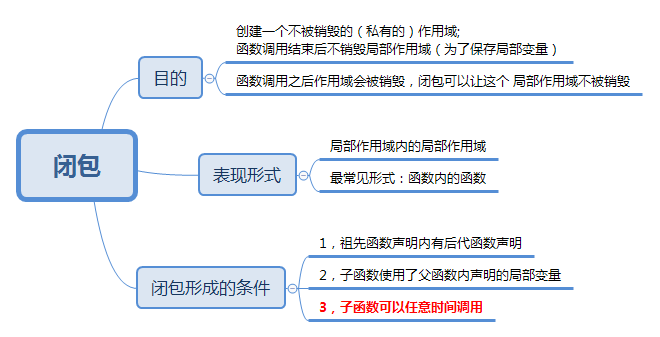 创建一个不被销毁的（私有的）作用域;
函数调用结束后不销毁局部作用域（为了保存局部变量）
目的
函数调用之后作用域会被销毁，闭包可以让这个 局部作用域不被销毁
闭包
局部作用域内的局部作用域
表现形式
最常见形式：函数内的函数
1，祖先函数声明内有后代函数声明
闭包形成的条件
2，子函数使用了父函数内声明的局部变量
3，子函数可以任意时间调用